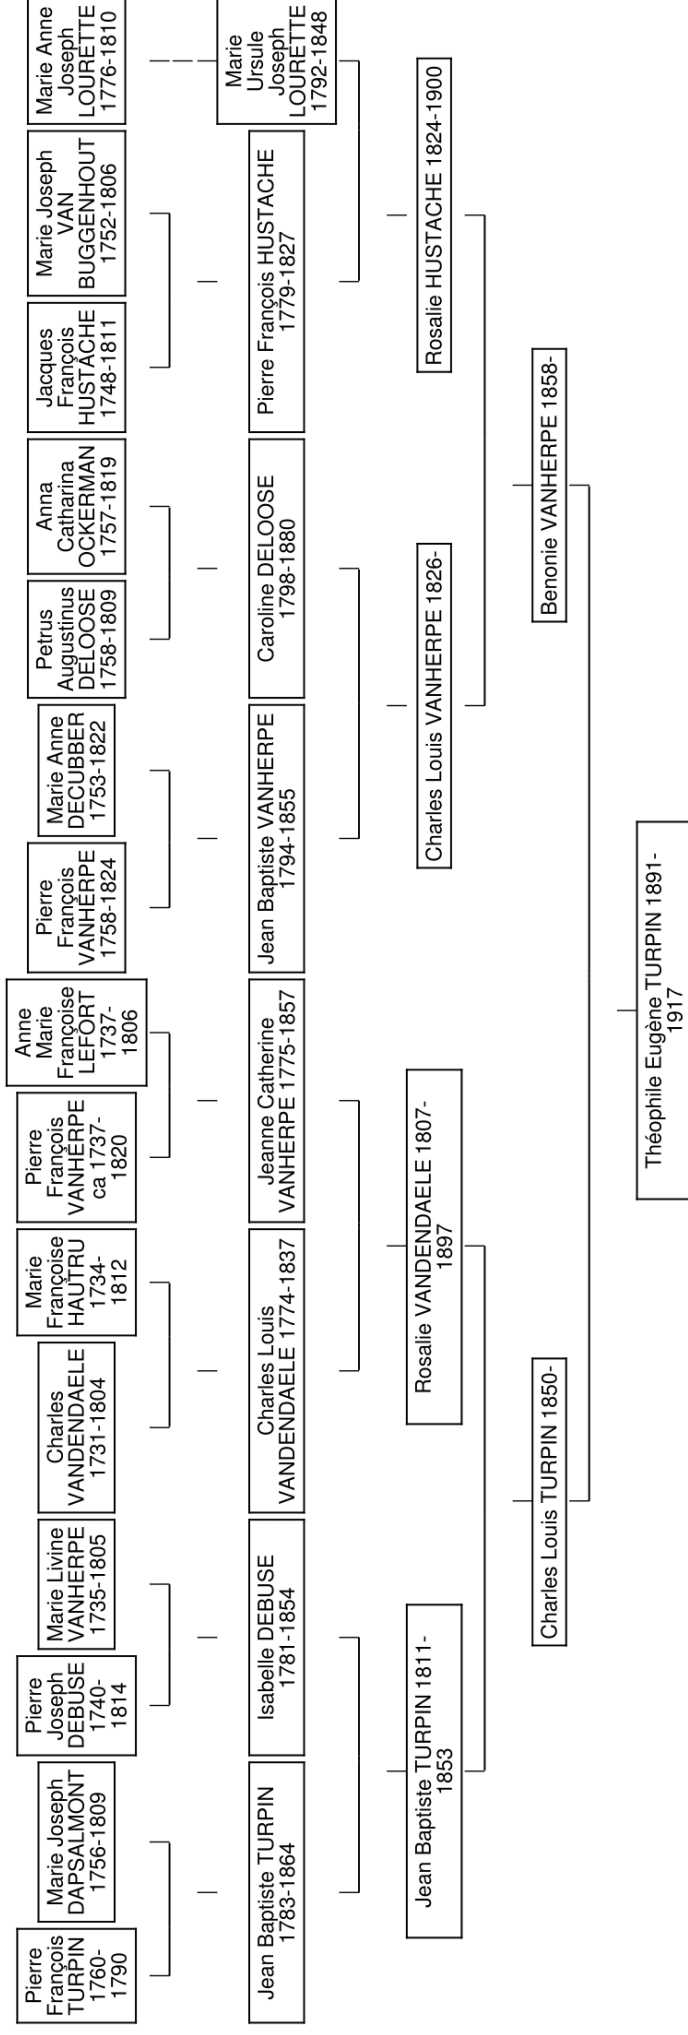 Pierre
François
TURPIN
1760-
1790
Marie Joseph
DAPSALMONT
1756-1809
Pierre
Joseph
DEBUSE
1740-
1814
Marie Livine
VANHERPE
1735-1805
Charles
VANDENDAELE
1731-1804
Marie
Françoise
HAUTRU
1734-
1812
Pierre
François
VANHERPE
ca 1737-
1820
Anne
Marie
Françoise
LEFORT
1737-
1806
Pierre
François
VANHERPE
1758-1824
Marie Anne
DECUBBER
1753-1822
Petrus
Augustinus
DELOOSE
1758-1809
Anna
Catharina
OCKERMAN
1757-1819
Jacques
François
HUSTACHE
1748-1811
Marie Joseph
VAN
BUGGENHOUT
1752-1806
Marie Anne
Joseph
LOURETTE
1776-1810
Jean Baptiste TURPIN
1783-1864
Isabelle DEBUSE
1781-1854
Charles Louis
VANDENDAELE 1774-1837
Jeanne Catherine
VANHERPE 1775-1857
Jean Baptiste VANHERPE
1794-1855
Caroline DELOOSE
1798-1880
Pierre François HUSTACHE
1779-1827
Marie
Ursule
Joseph
LOURETTE
1792-1848
Jean Baptiste TURPIN 1811-
1853
Rosalie VANDENDAELE 1807-
1897
Charles Louis VANHERPE 1826-
Rosalie HUSTACHE 1824-1900
Charles Louis TURPIN 1850-
Benonie VANHERPE 1858-
Théophile Eugène TURPIN 1891-
1917